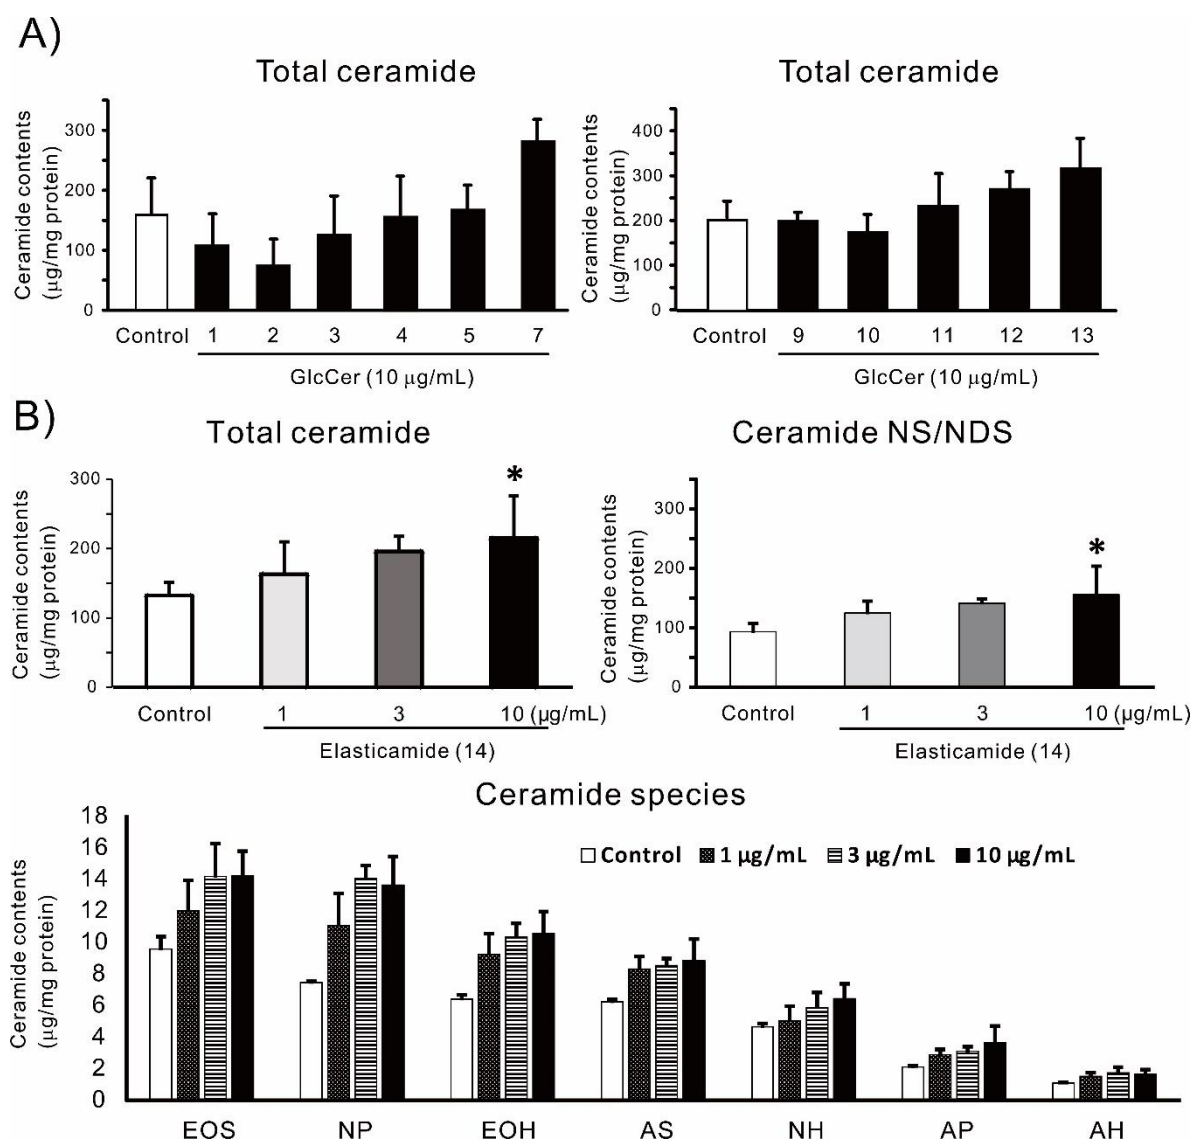 A)
Total ceramide
Ceramide contents
(μg/mg protein)
300
200
100
0
Control 1 2 3 4 5 7
GlcCer (10 μg/mL)
Total ceramide
Ceramide contents
(μg/mg protein)
400
300
200
100
0
Control 9 10 11 12 13
GlcCer (10 μg/mL)
B)
Total ceramide
Ceramide contents
(μg/mg protein)
300
200
100
0
*
Control 1 3 10 (μg/mL)
Elasticamide (14)
Ceramide NS/NDS
Ceramide contents
(μg/mg protein)
300
200
100
0
*
Control 1 3 10 (μg/mL)
Elasticamide (14)
Ceramide species
Ceramide contents
(μg/mg protein)
18
16
14
12
10
8
6
4
2
0
Control 1 μg/mL 3 μg/mL 10 μg/mL
EOS NP EOH AS NH AP AH